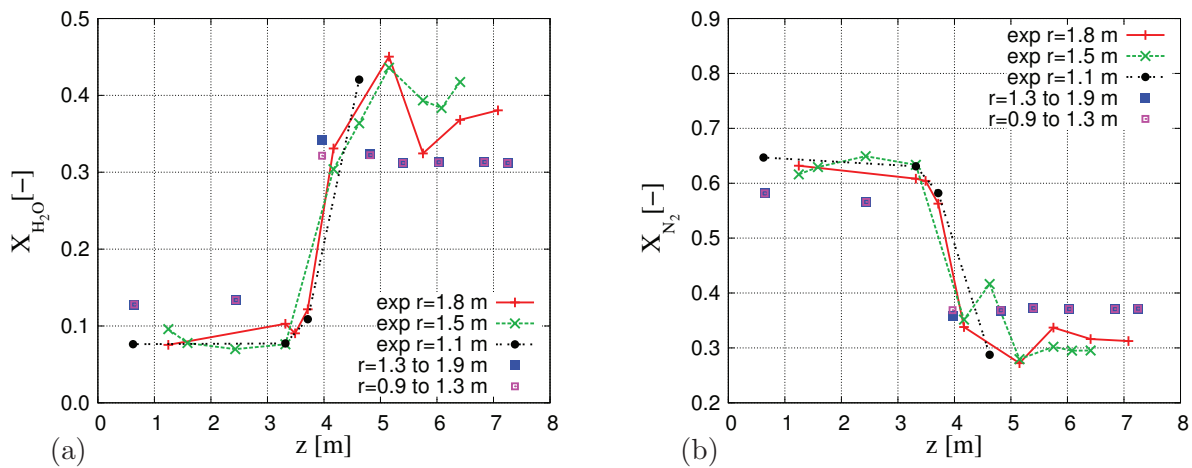 0.5
0.4
0.3
0.2
0.1
0.0
X_{H_2O}[-]
0 1 2 3 4 5 6 7 8
z [m]
exp r=1.8 m
exp r=1.5 m
exp r=1.1 m
r=1.3 to 1.9 m
r=0.9 to 1.3 m
(a)
0.9
0.8
0.7
0.6
0.5
0.4
0.3
0.2
X_{N_2}[-]
0 1 2 3 4 5 6 7 8
z [m]
exp r=1.8 m
exp r=1.5 m
exp r=1.1 m
r=1.3 to 1.9 m
r=0.9 to 1.3 m
(b)